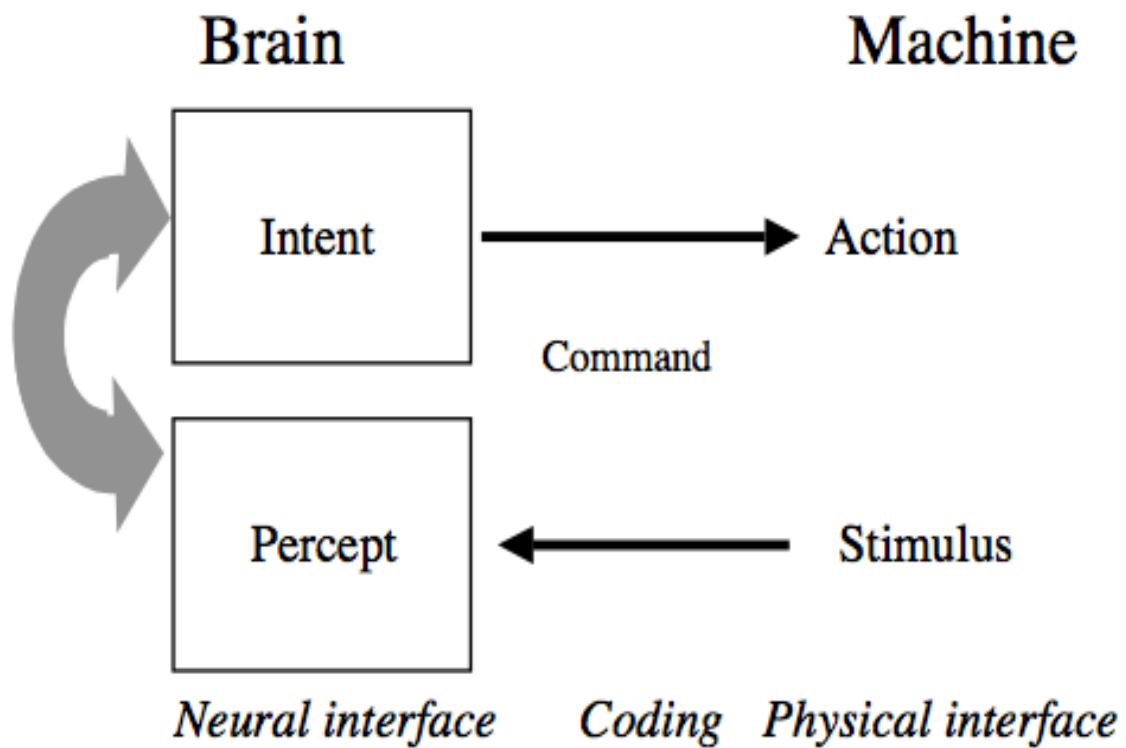 Brain Machine
Intent Action
Command
Percept Stimulus
Neural interface Coding Physical interface